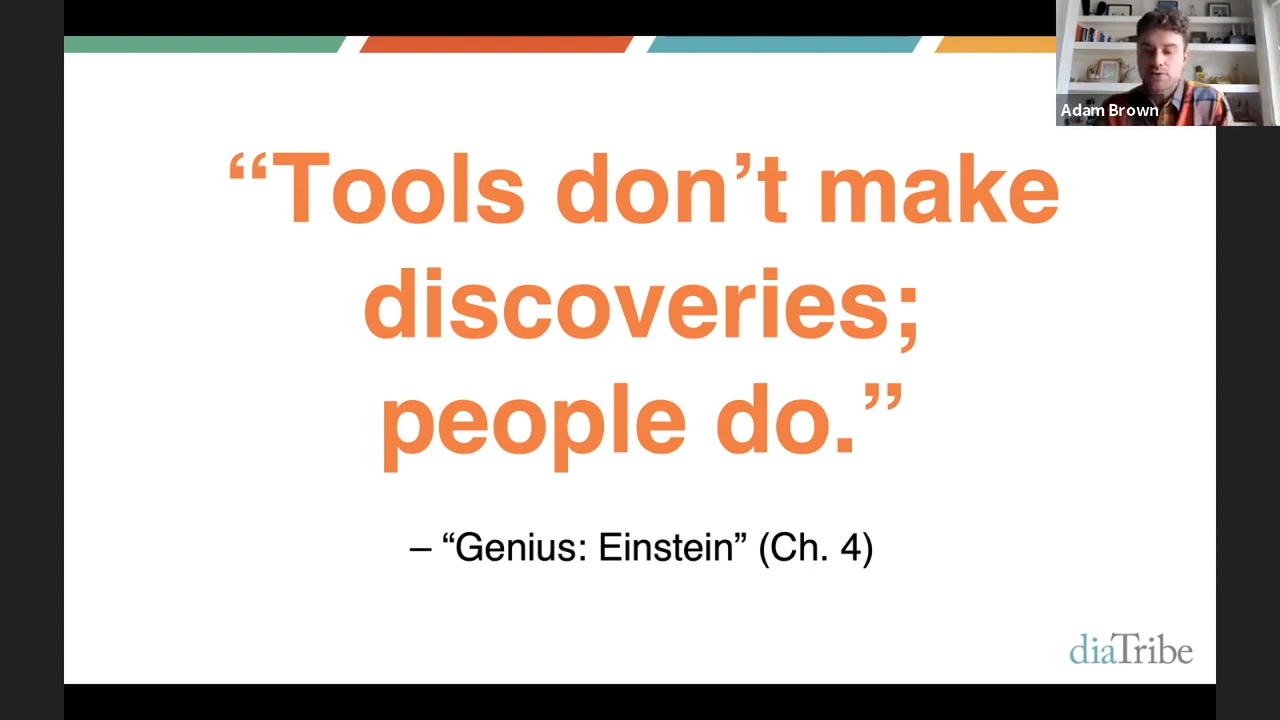 Adam Brown
“Tools don’t make
discoveries;
people do.”
– “Genius: Einstein” (Ch. 4)
diaTribe